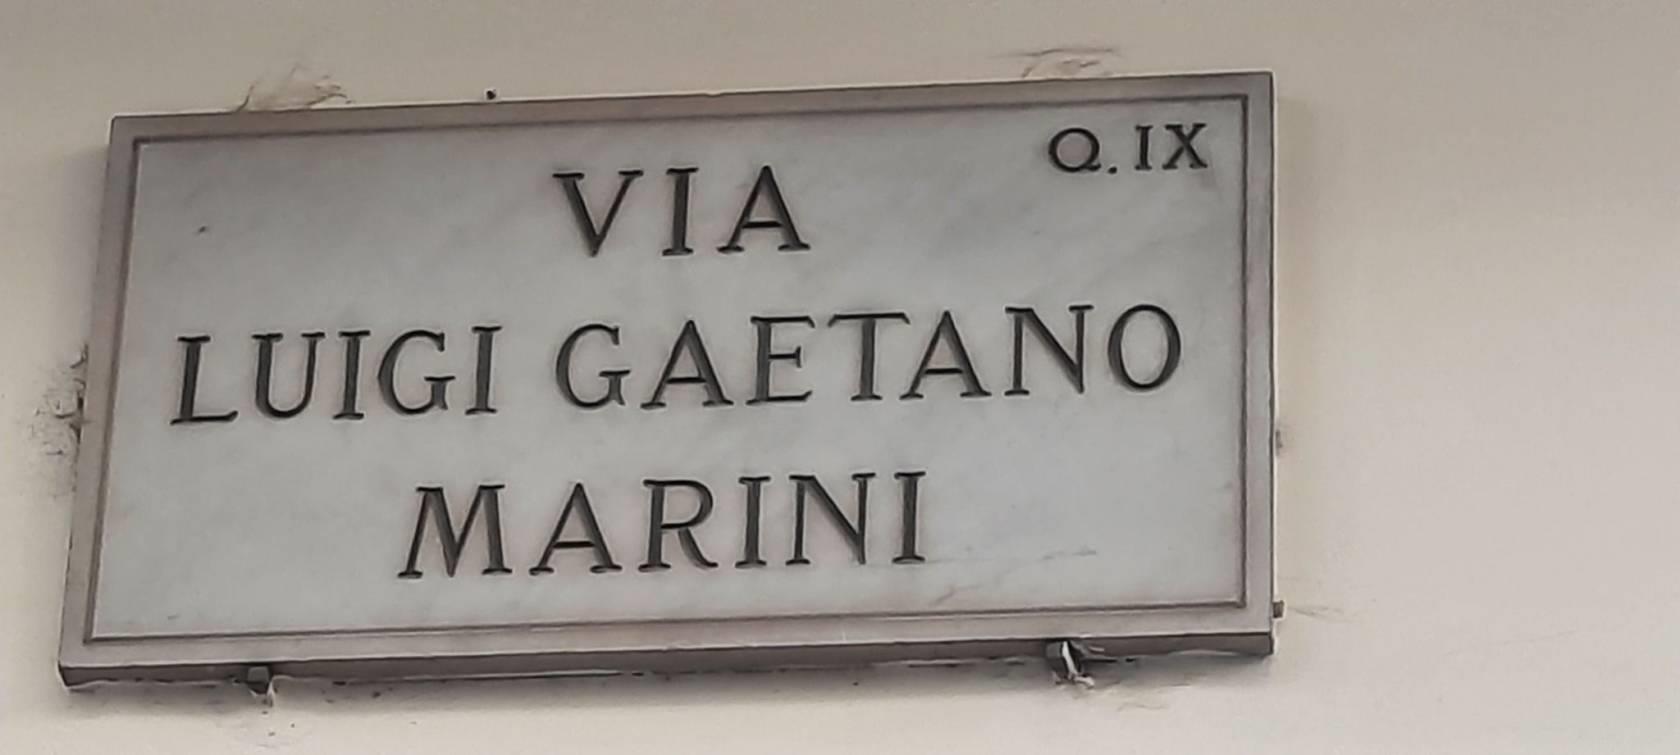 Q. IX
VIA
LUIGI GAETANO
MARINI